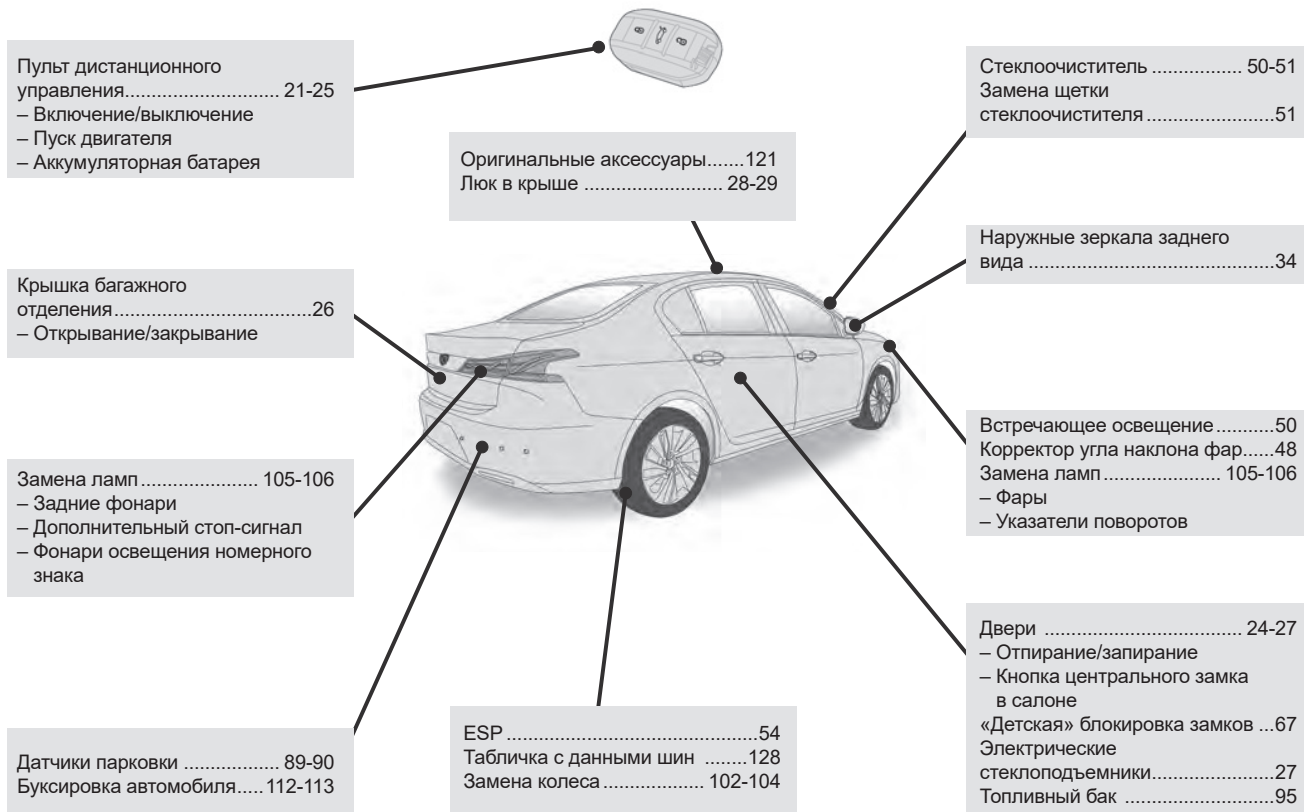 Пульт дистанционного
управления.............................. 21-25
– Включение/выключение
– Пуск двигателя
– Аккумуляторная батарея
Оригинальные аксессуары.......121
Люк в крыше ......................... 28-29
Стеклоочиститель ................. 50-51
Замена щетки
стеклоочистителя........................51
Наружные зеркала заднего
вида ...........................................34
Крышка багажного
отделения....................................26
– Открывание/закрывание
Замена ламп...................... 105-106
– Задние фонари
– Дополнительный стоп-сигнал
– Фонари освещения номерного
знака
Встречающее освещение............50
Корректор угла наклона фар......48
Замена ламп...................... 105-106
– Фары
– Указатели поворотов
Датчики парковки .................. 89-90
Буксировка автомобиля.....112-113
ESP ..............................................54
Табличка с данными шин ........128
Замена колеса................... 102-104
Двери .................................... 24-27
– Отпирание/запирание
– Кнопка центрального замка
в салоне
«Детская» блокировка замков ...67
Электрические
стеклоподъемники.......................27
Топливный бак ............................95